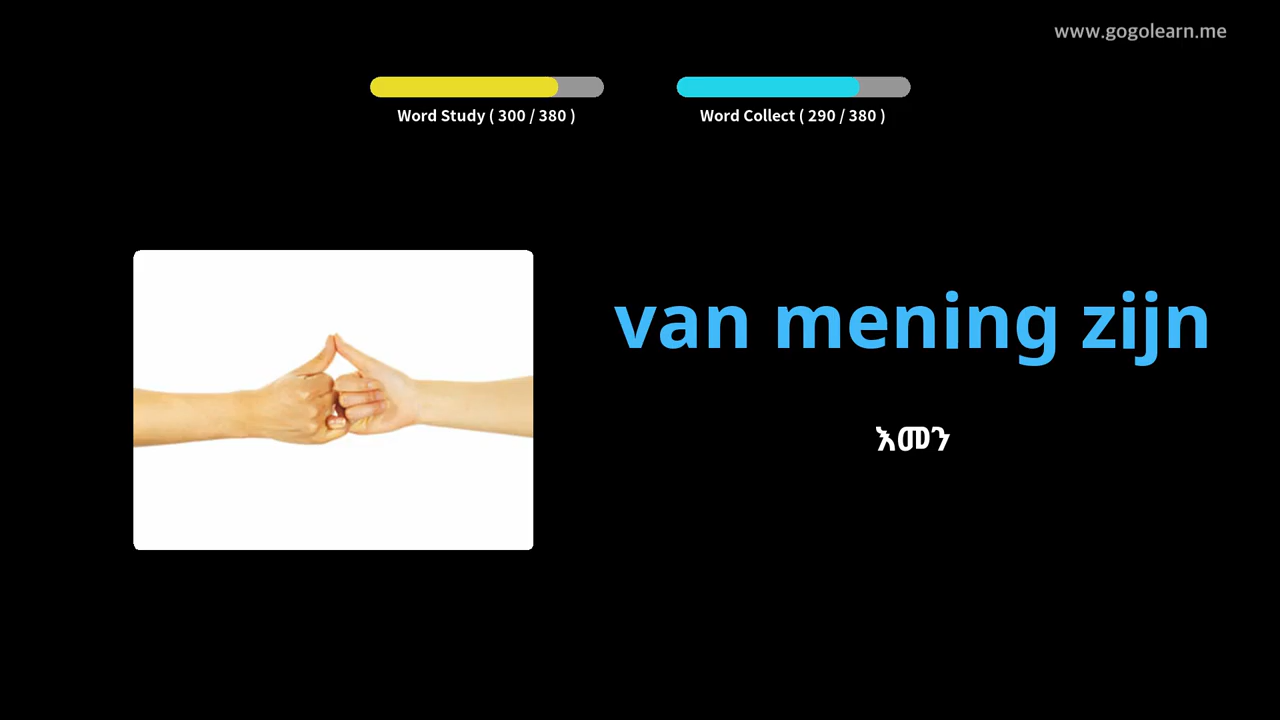 www.gogolearn.me
Word Study ( 300 / 380 )
Word Collect ( 290 / 380 )
van mening zijn
እመን